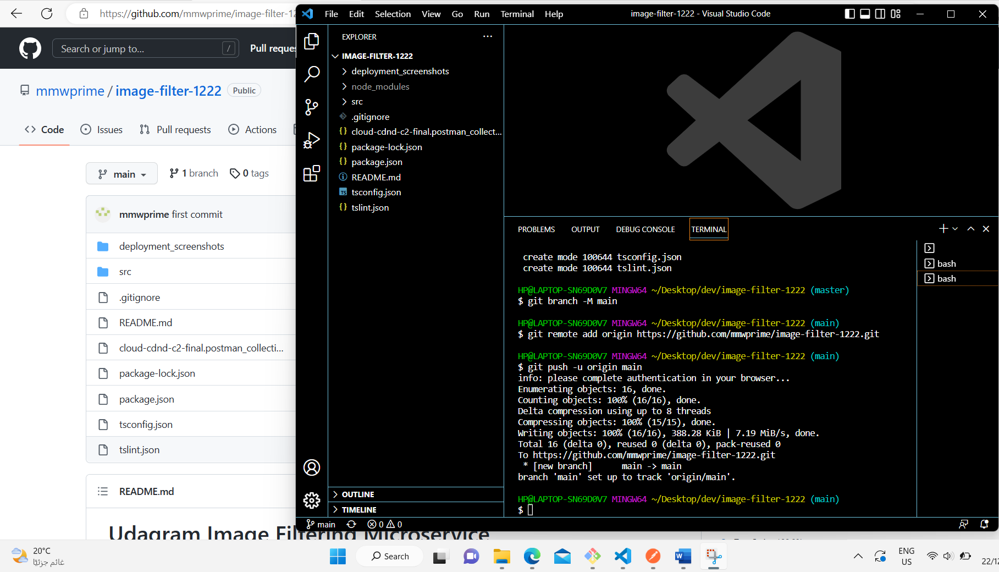 https://github.com/mmwprime/image-filter-12
Search or jump to...
/
Pull reques
mmwprime / image-filter-1222
Public
Code
Issues
Pull requests
Actions
main
1 branch
0 tags
mmwprime first commit
deployment_screenshots
src
.gitignore
README.md
cloud-cdnd-c2-final.postman_collecti...
package-lock.json
package.json
tsconfig.json
tslint.json
README.md
Udagram Image Filtering Microservice
File Edit Selection View Go Run Terminal Help
image-filter-1222 - Visual Studio Code
EXPLORER
IMAGE-FILTER-1222
deployment_screenshots
node_modules
src
.gitignore
cloud-cdnd-c2-final.postman_collect...
package-lock.json
package.json
README.md
TS tsconfig.json
tslint.json
OUTLINE
TIMELINE
PROBLEMS OUTPUT DEBUG CONSOLE TERMINAL
create mode 100644 tsconfig.json
create mode 100644 tslint.json
HP@LAPTOP-SN69D0V7 MINGW64 ~/Desktop/dev/image-filter-1222 (master)
$ git branch -M main
HP@LAPTOP-SN69D0V7 MINGW64 ~/Desktop/dev/image-filter-1222 (main)
$ git remote add origin https://github.com/mmwprime/image-filter-1222.git
HP@LAPTOP-SN69D0V7 MINGW64 ~/Desktop/dev/image-filter-1222 (main)
$ git push -u origin main
info: please complete authentication in your browser...
Enumerating objects: 16, done.
Counting objects: 100% (16/16), done.
Delta compression using up to 8 threads
Compressing objects: 100% (15/15), done.
Writing objects: 100% (16/16), 388.28 KiB | 7.19 MiB/s, done.
Total 16 (delta 0), reused 0 (delta 0), pack-reused 0
To https://github.com/mmwprime/image-filter-1222.git
* [new branch] main -> main
branch 'main' set up to track 'origin/main'.
HP@LAPTOP-SN69D0V7 MINGW64 ~/Desktop/dev/image-filter-1222 (main)
$
bash
bash
main 0 0
20°C
غائم جزئيًا
Search
ENG
US
22/12